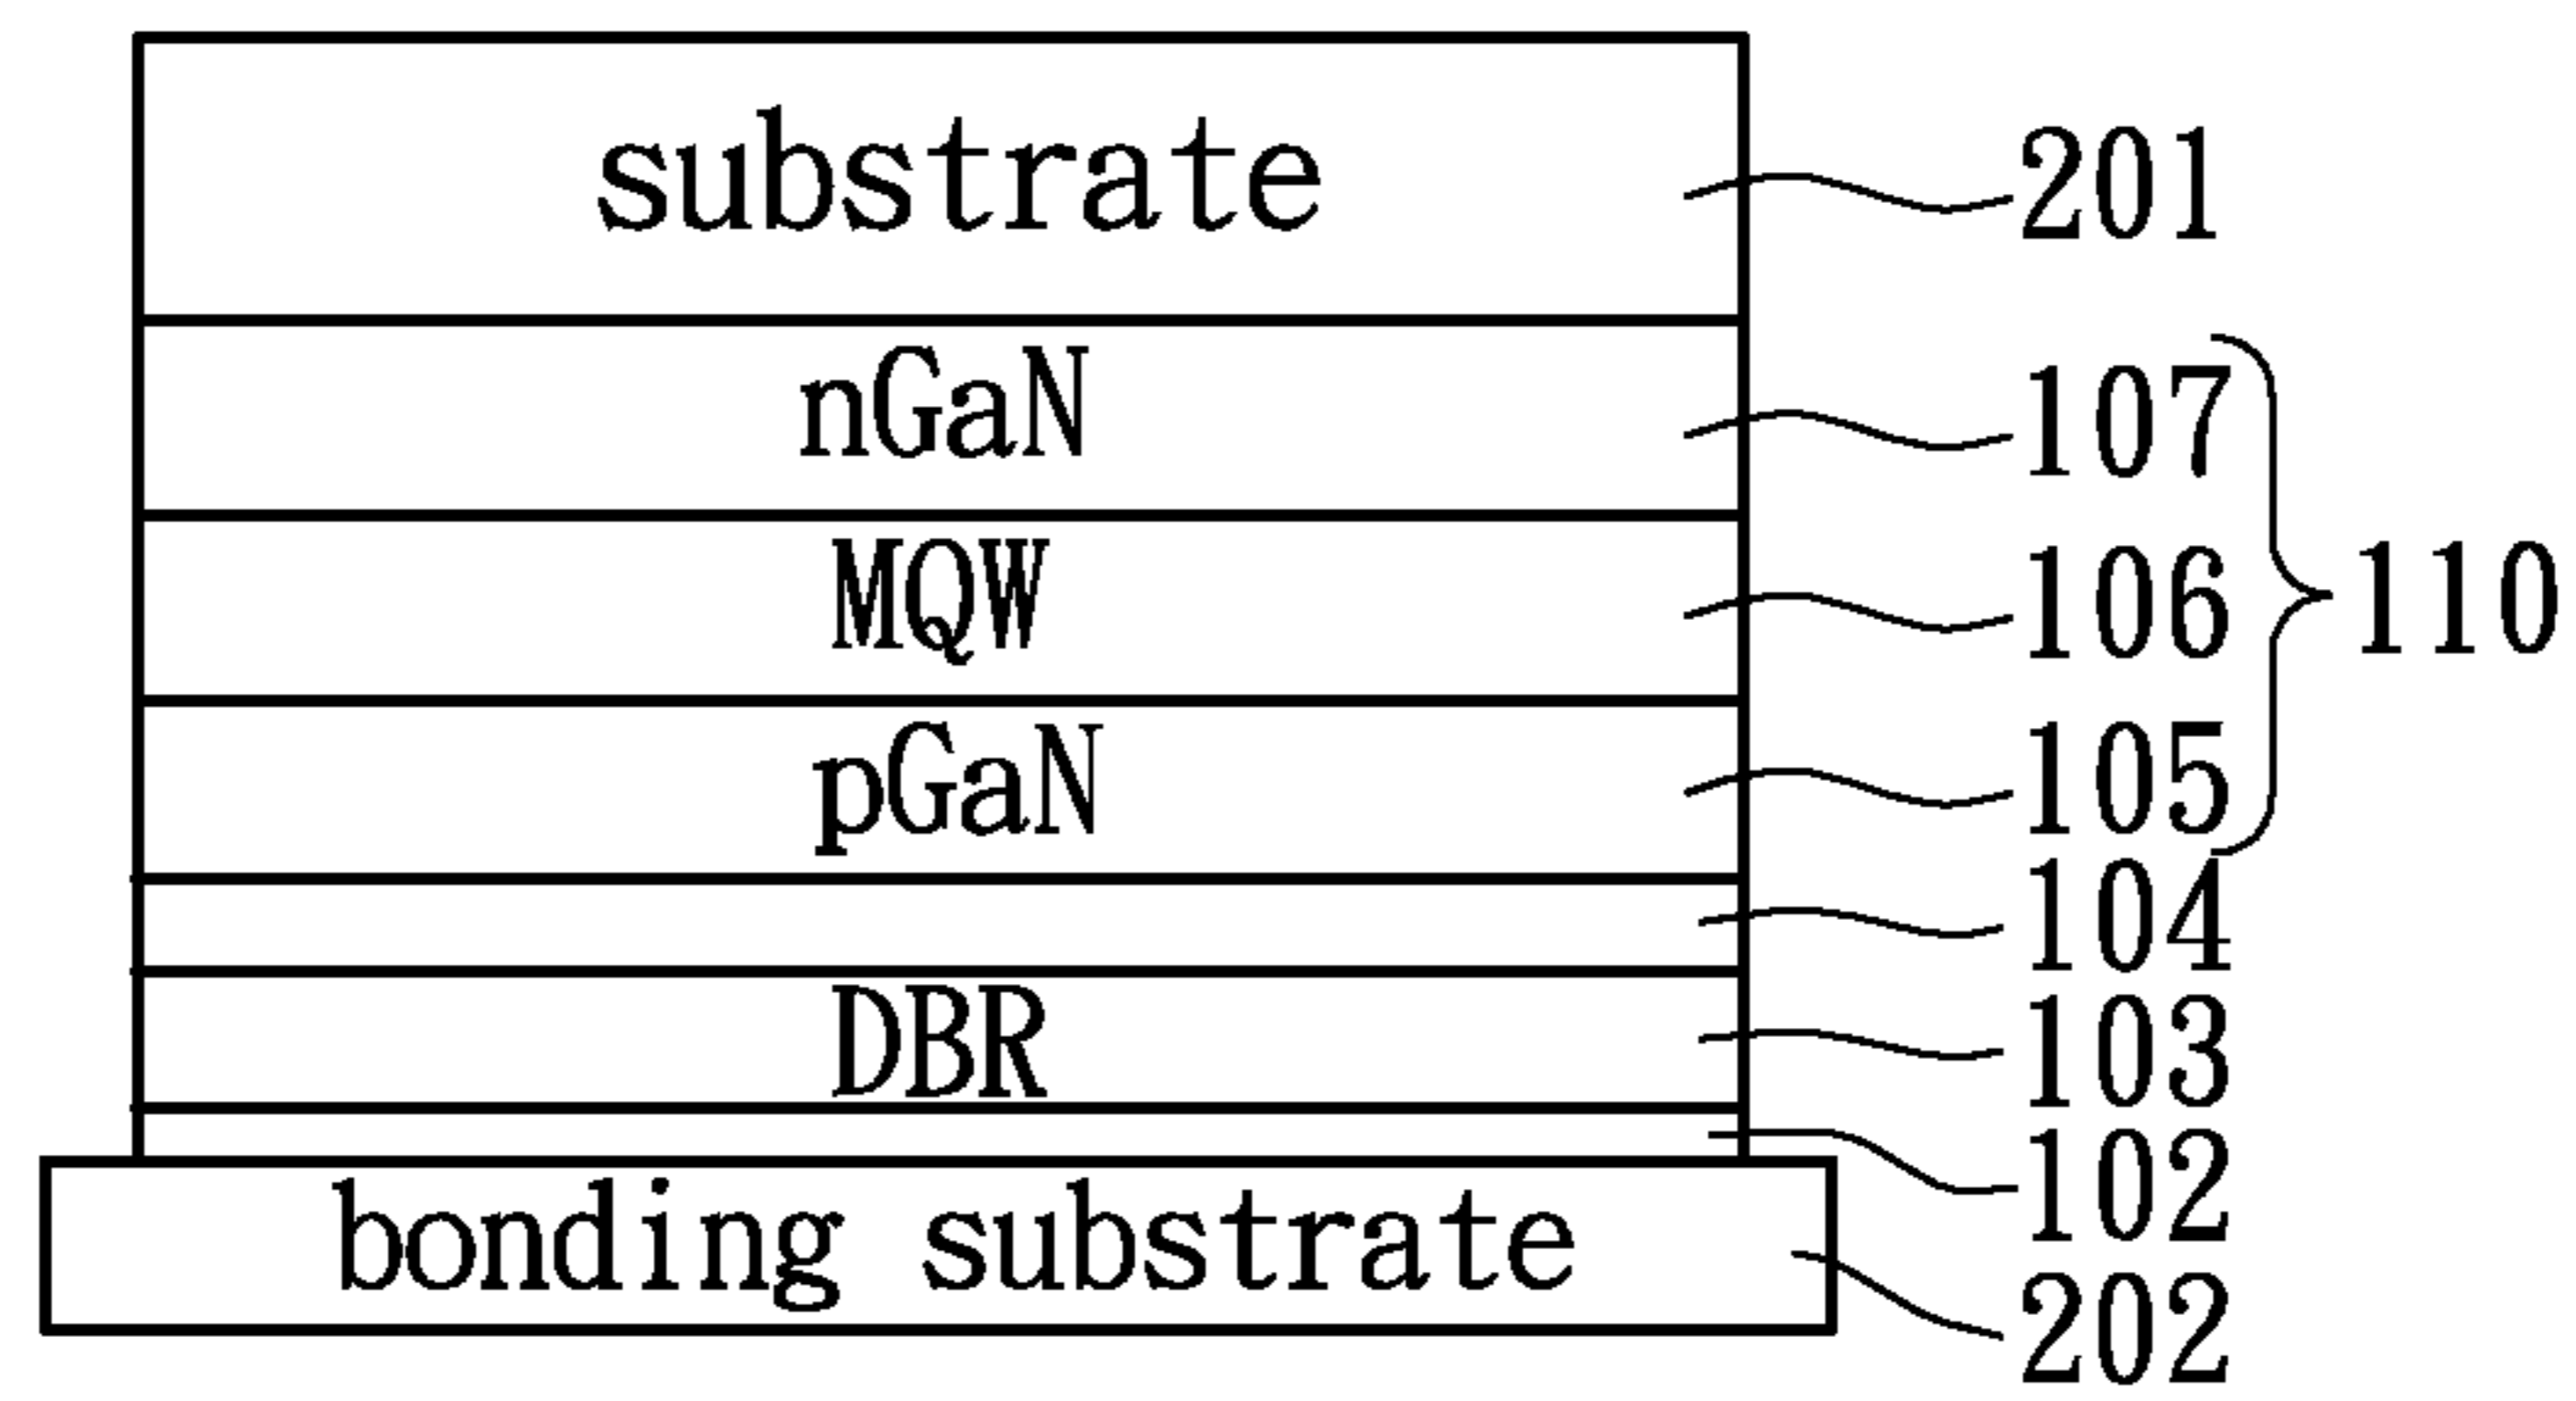 substrate 201
nGaN 107
MQW 106 110
pGaN 105
104
DBR 103
102
bonding substrate 202